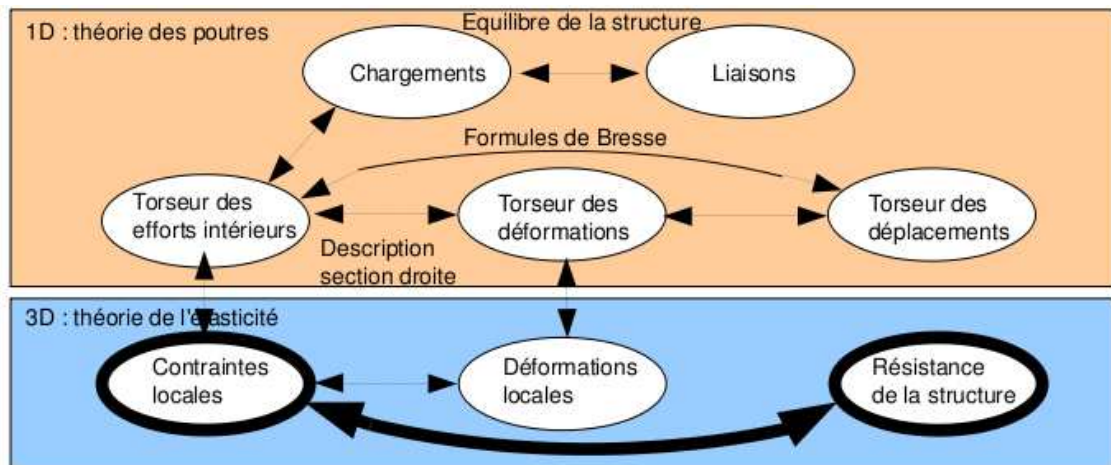 Equilibre de la structure
1D : théorie des poutres
Chargements
Liaisons
Formules de Bresse
Torseur des
efforts intérieurs
Torseur des
déformations
Torseur des
déplacements
Description
section droite
3D : théorie de l'élasticité
Contraintes
locales
Déformations
locales
Résistance
de la structure